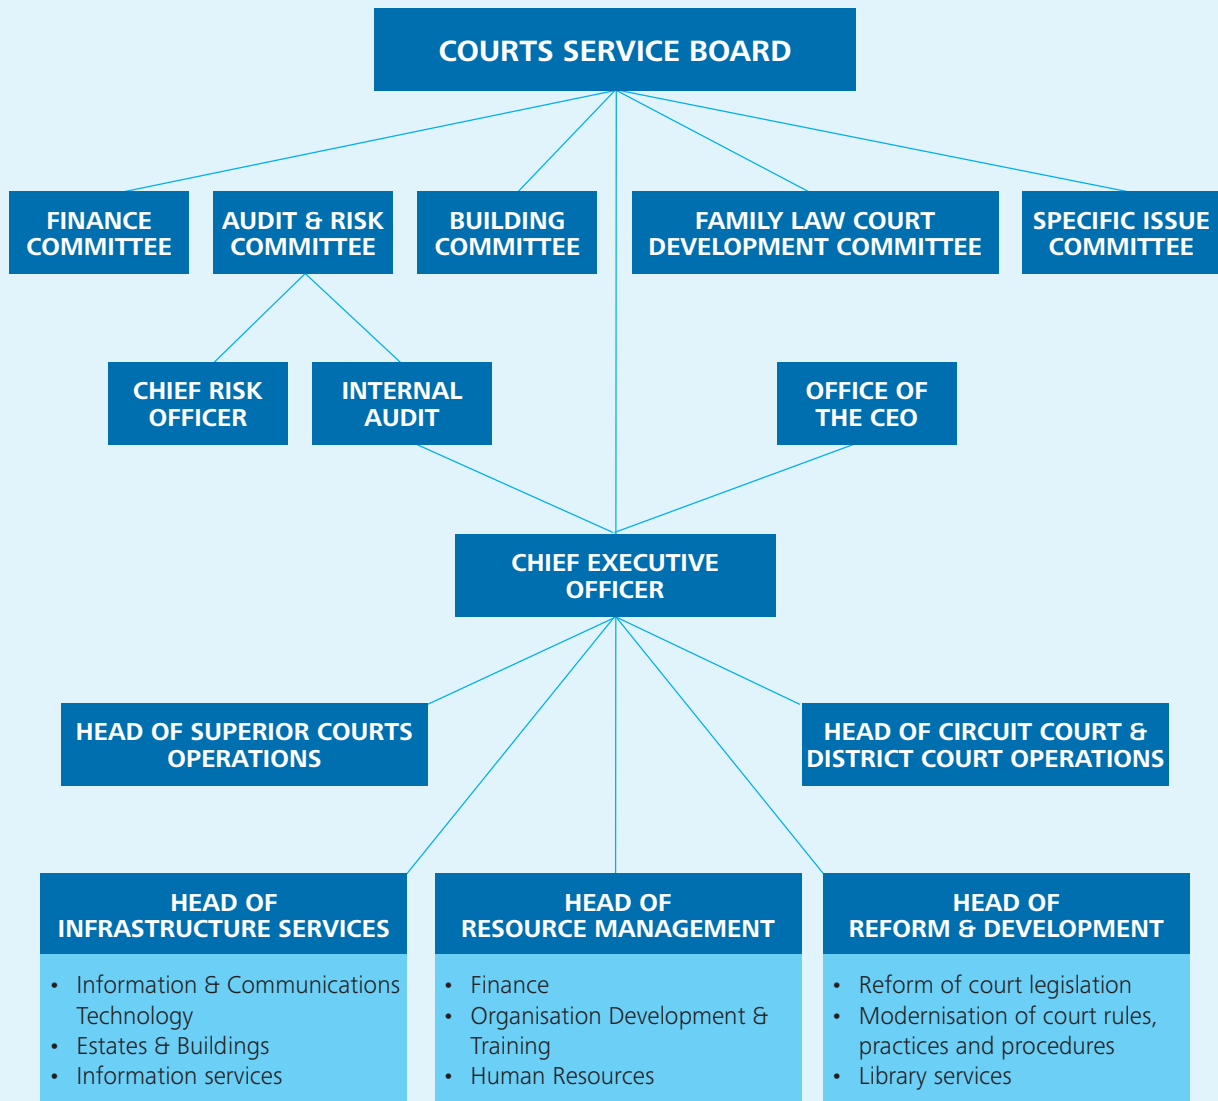 COURTS SERVICE BOARD
FINANCE
COMMITTEE
AUDIT & RISK
COMMITTEE
BUILDING
COMMITTEE
FAMILY LAW COURT
DEVELOPMENT COMMITTEE
SPECIFIC ISSUE
COMMITTEE
CHIEF RISK
OFFICER
INTERNAL
AUDIT
OFFICE OF
THE CEO
CHIEF EXECUTIVE
OFFICER
HEAD OF SUPERIOR COURTS
OPERATIONS
HEAD OF CIRCUIT COURT &
DISTRICT COURT OPERATIONS
HEAD OF
INFRASTRUCTURE SERVICES
• Information & Communications
Technology
• Estates & Buildings
• Information services
HEAD OF
RESOURCE MANAGEMENT
• Finance
• Organisation Development &
Training
• Human Resources
HEAD OF
REFORM & DEVELOPMENT
• Reform of court legislation
• Modernisation of court rules,
practices and procedures
• Library services